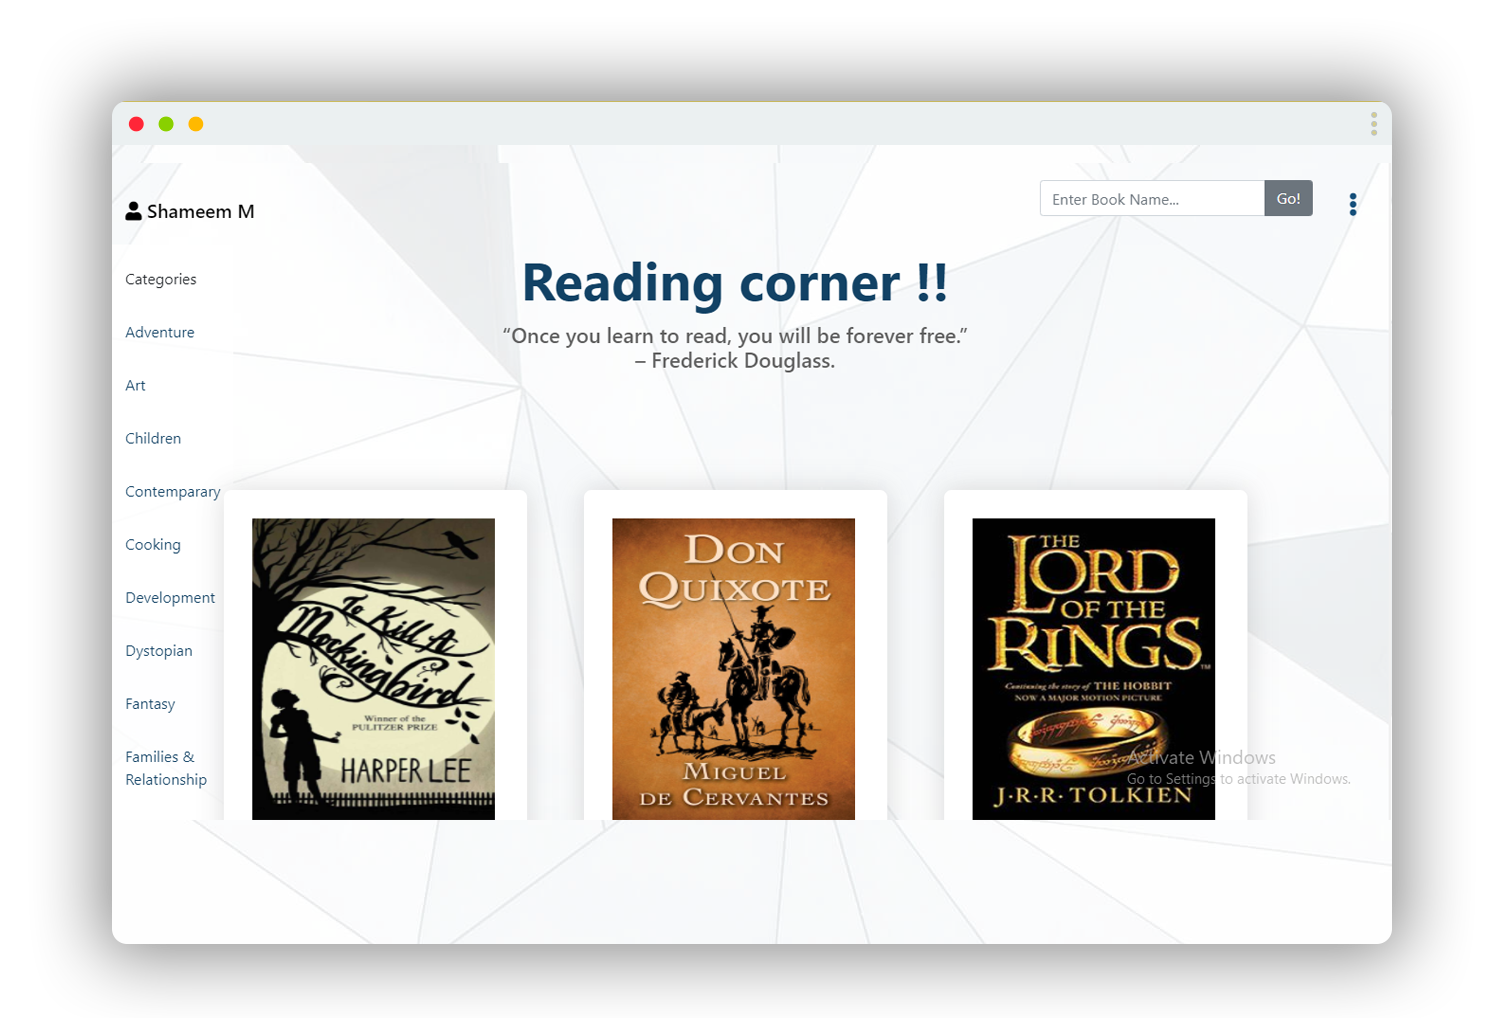 Shameem M
Enter Book Name...
Go!
Categories
Adventure
Art
Children
Contemparary
Cooking
Development
Dystopian
Fantasy
Families &
Relationship
Reading corner !!
“Once you learn to read, you will be forever free.”
– Frederick Douglass.
To Kill A
Mockingbird
Winner of the
PULITZER PRIZE
HARPER LEE
DON
QUIXOTE
MIGUEL
DE CERVANTES
THE
LORD
OF THE
RINGS™
Continuing the story of THE HOBBIT
NOW A MAJOR MOTION PICTURE
J·R·R·TOLKIEN
Activate Windows
Go to Settings to activate Windows.